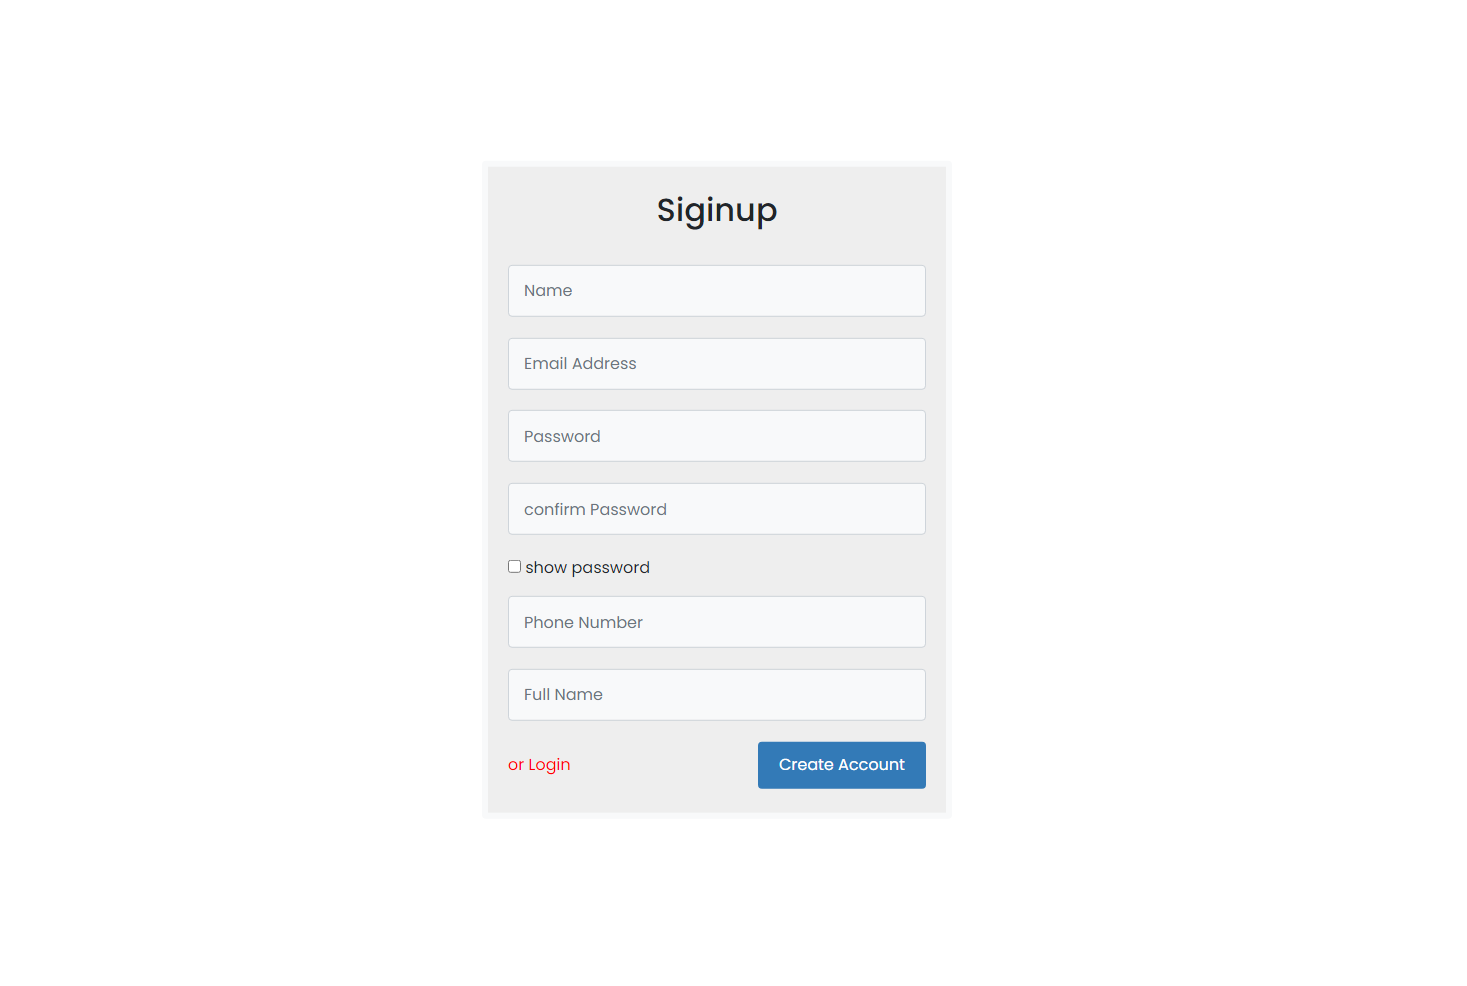 Siginup
Name
Email Address
Password
confirm Password
show password
Phone Number
Full Name
or Login
Create Account